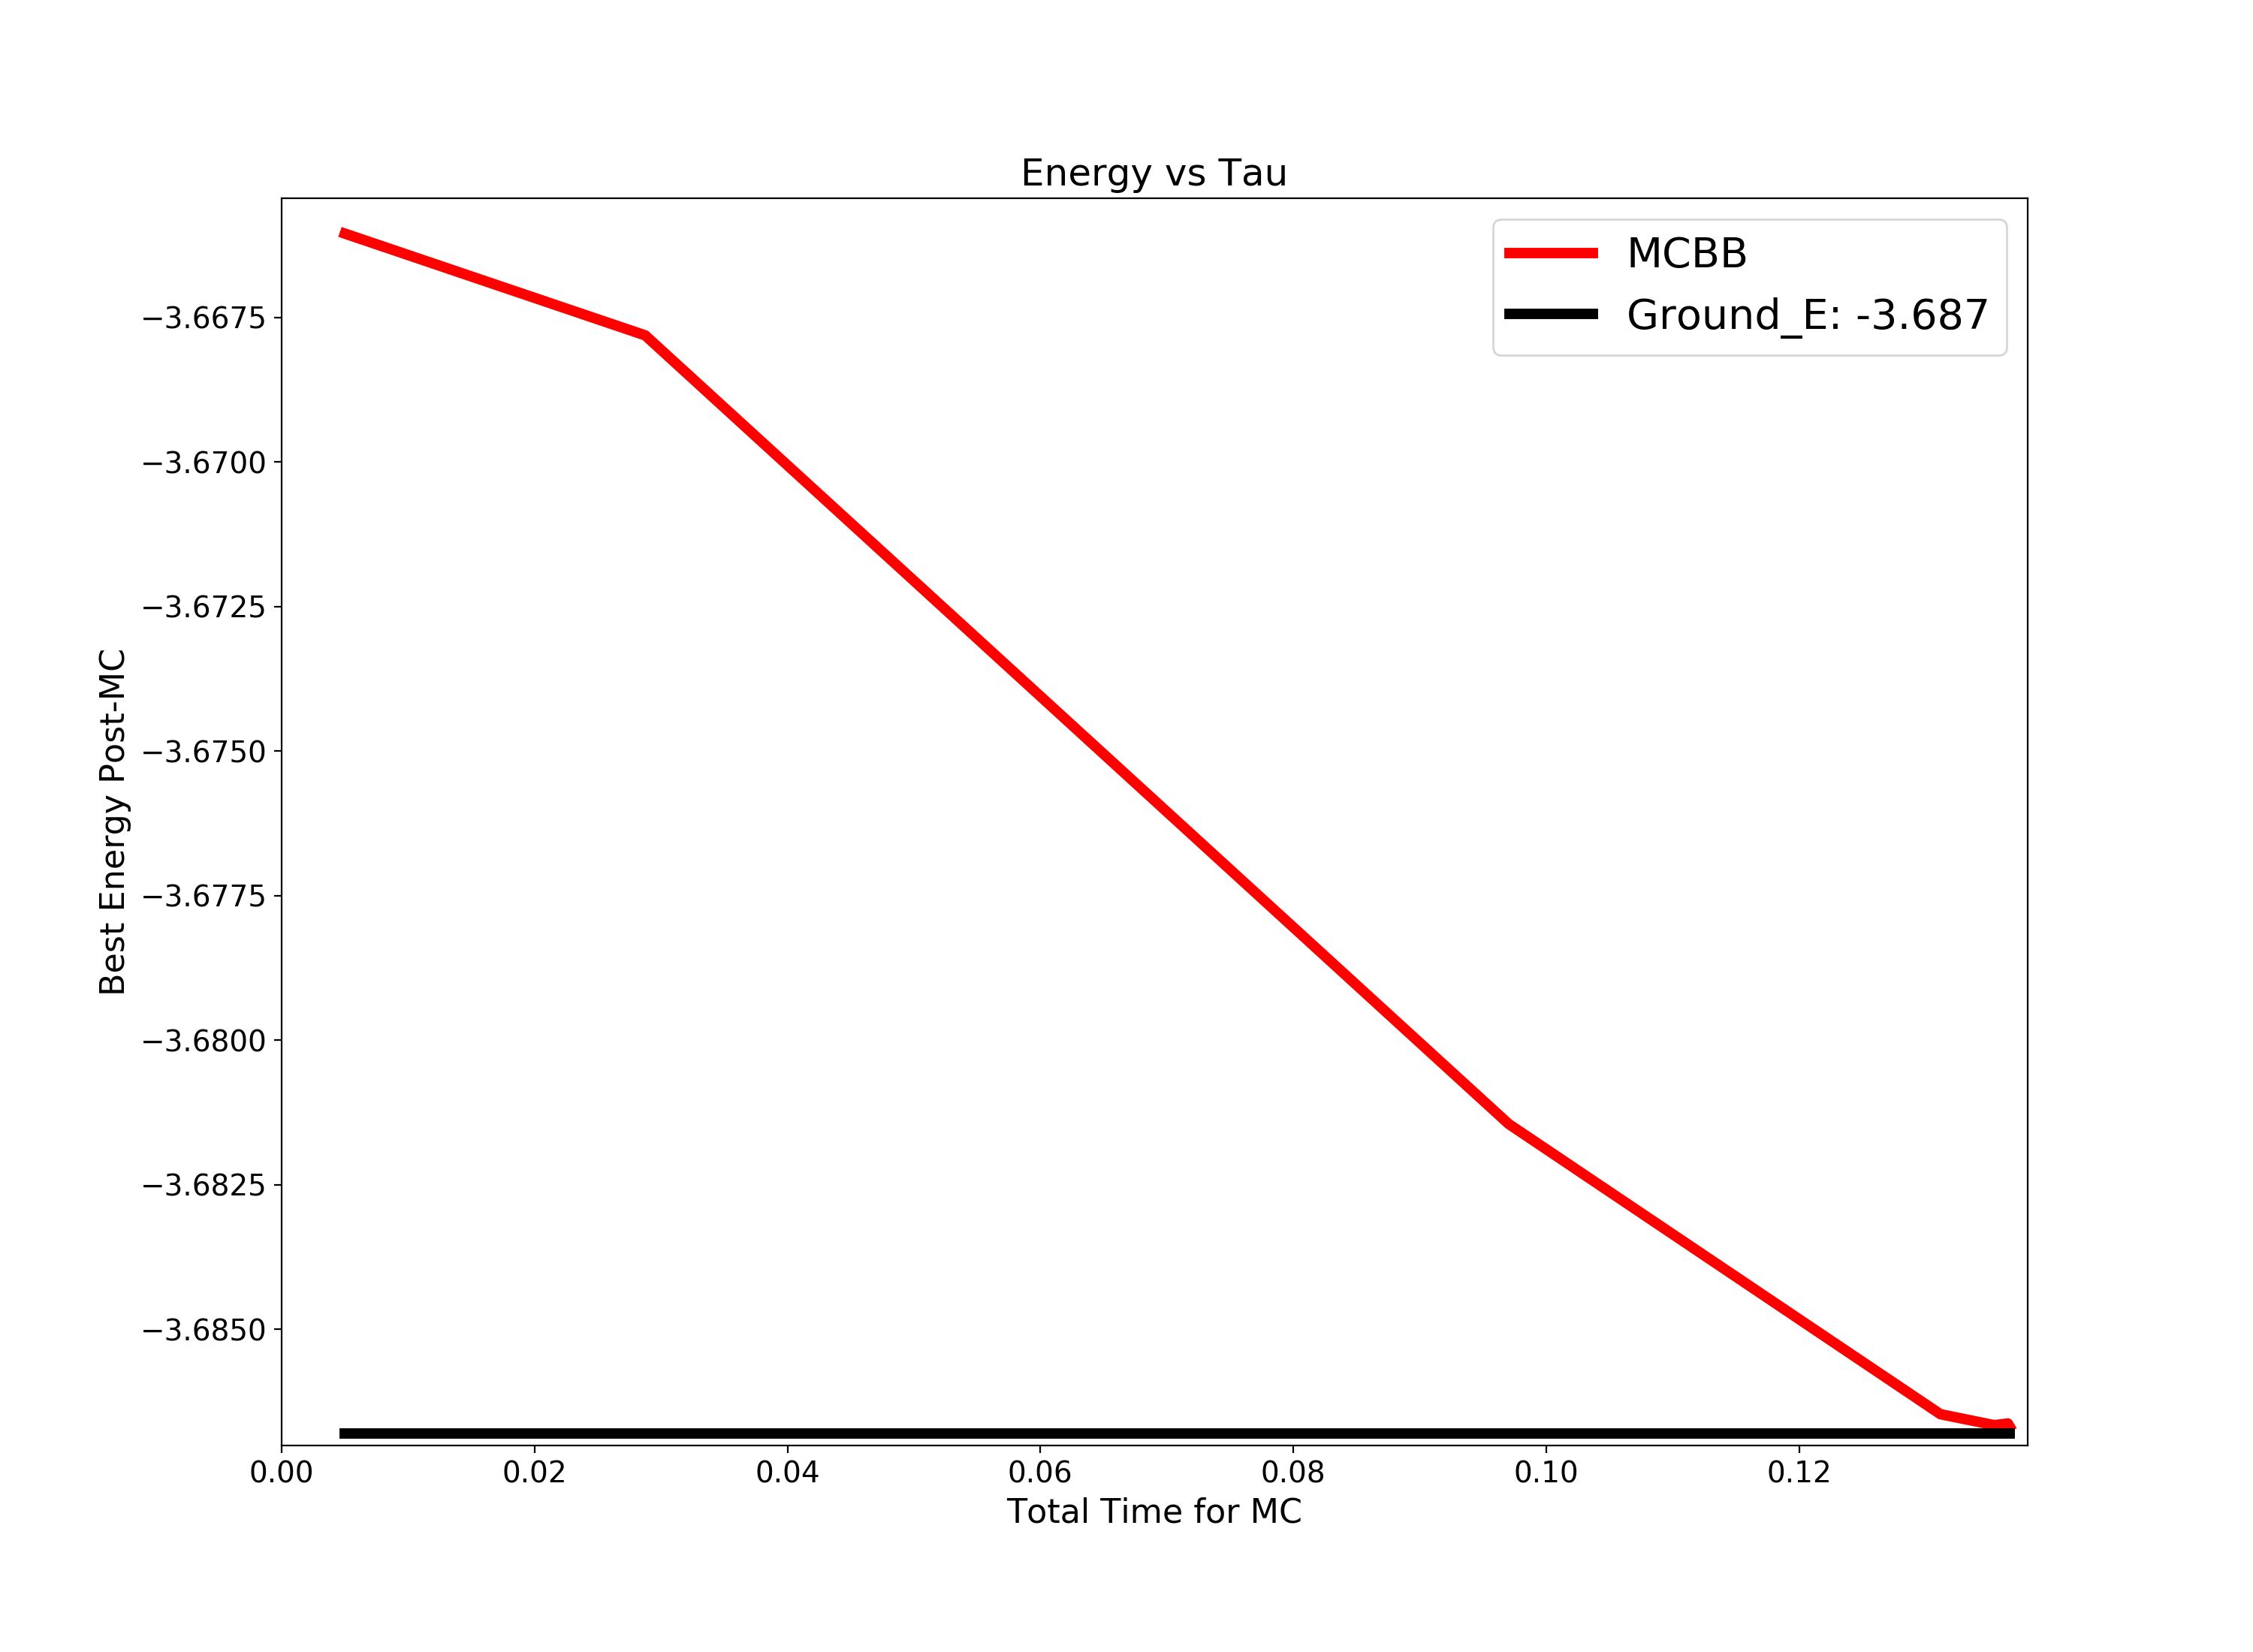 Energy vs Tau
MCBB
Ground_E: -3.687
−3.6675
−3.6700
−3.6725
−3.6750
−3.6775
−3.6800
−3.6825
−3.6850
Best Energy Post-MC
0.00 0.02 0.04 0.06 0.08 0.10 0.12
Total Time for MC